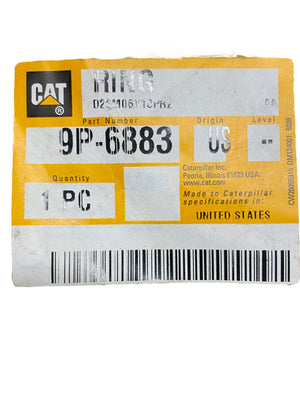 CAT
®
RING
Part Number
Origin
Level
9P-6883
US
--
Quantity
1 PC
Caterpillar Inc.
Peoria, Illinois 61629 USA
www.cat.com
Made to Caterpillar
specifications in:
UNITED STATES